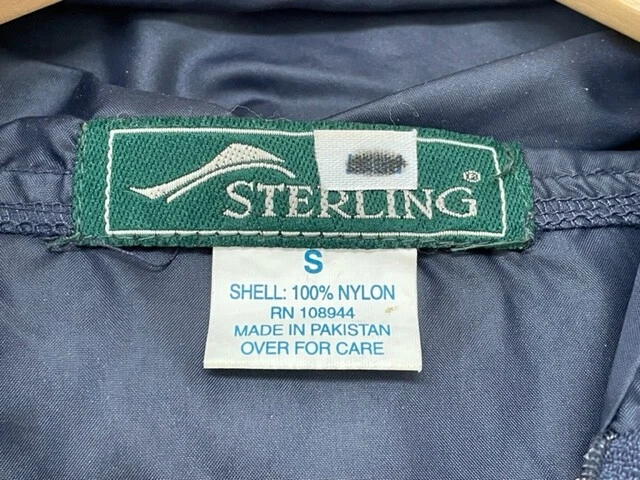 STERLING®
S
SHELL: 100% NYLON
RN 108944
MADE IN PAKISTAN
OVER FOR CARE